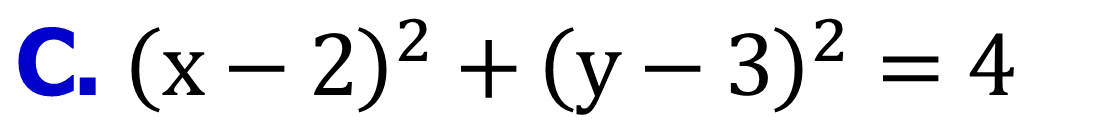 C. (x − 2)² + (y − 3)² = 4